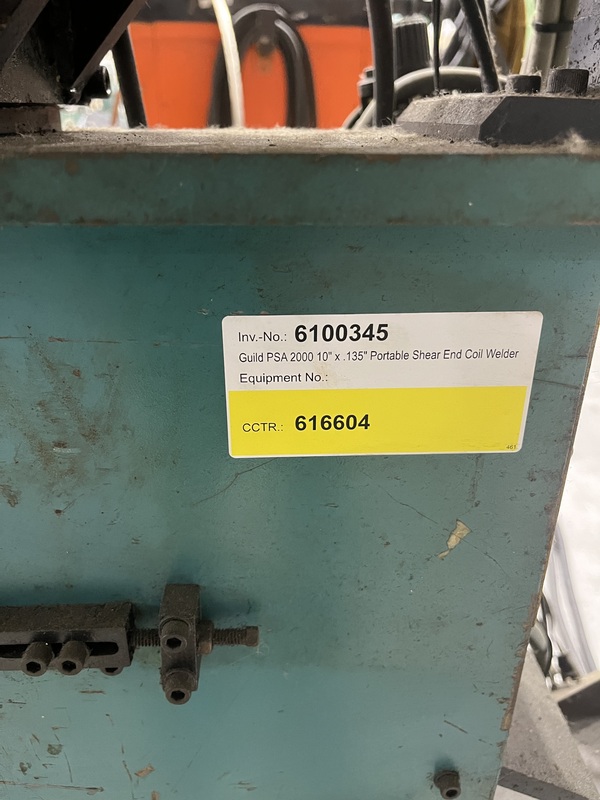 Inv.-No.: 6100345
Guild PSA 2000 10" x .135" Portable Shear End Coil Welder
Equipment No.:
CCTR.: 616604
461